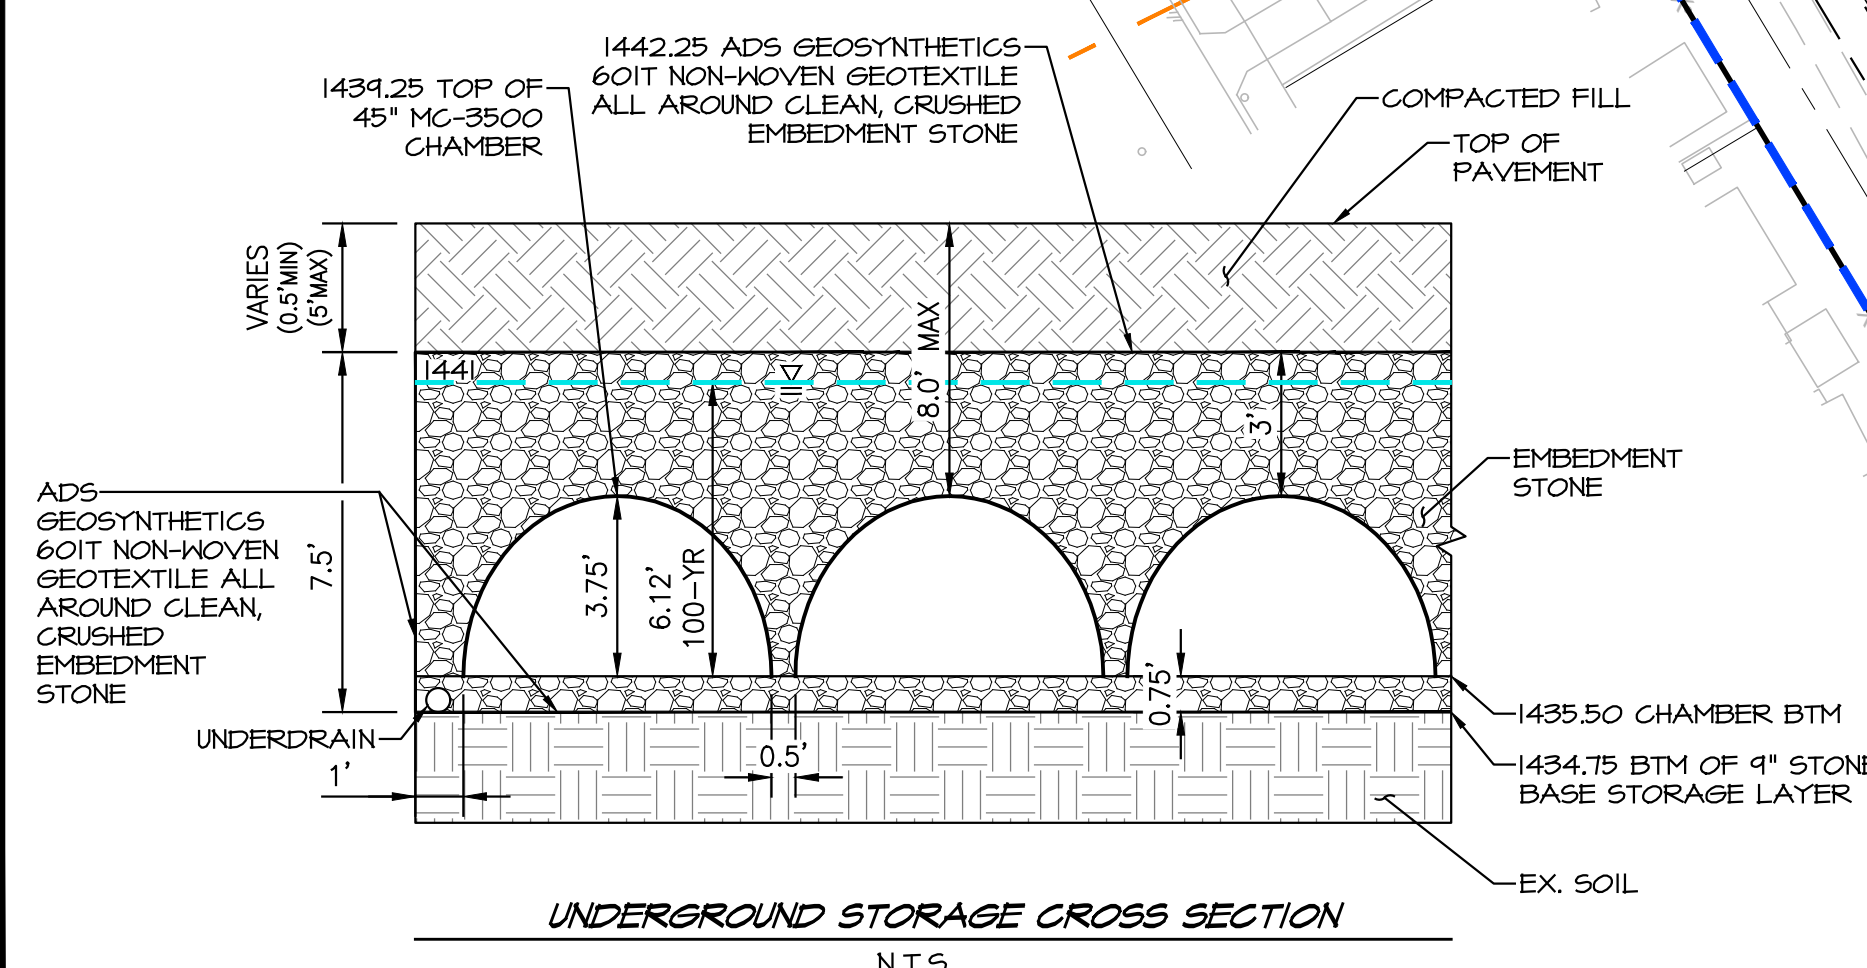 1442.25 ADS GEOSYNTHETICS
601T NON-WOVEN GEOTEXTILE
ALL AROUND CLEAN, CRUSHED
EMBEDMENT STONE
1439.25 TOP OF
45" MC-3500
CHAMBER
COMPACTED FILL
TOP OF
PAVEMENT
VARIES
(0.5'MIN)
(5'MAX)
1441
8.0' MAX
3'
EMBEDMENT
STONE
ADS
GEOSYNTHETICS
601T NON-WOVEN
GEOTEXTILE ALL
AROUND CLEAN,
CRUSHED
EMBEDMENT
STONE
7.5'
3.75'
6.12'
100-YR
0.75'
UNDERDRAIN
1'
0.5'
1435.50 CHAMBER BTM
1434.75 BTM OF 9" STONE
BASE STORAGE LAYER
EX. SOIL
UNDERGROUND STORAGE CROSS SECTION
N.T.S.